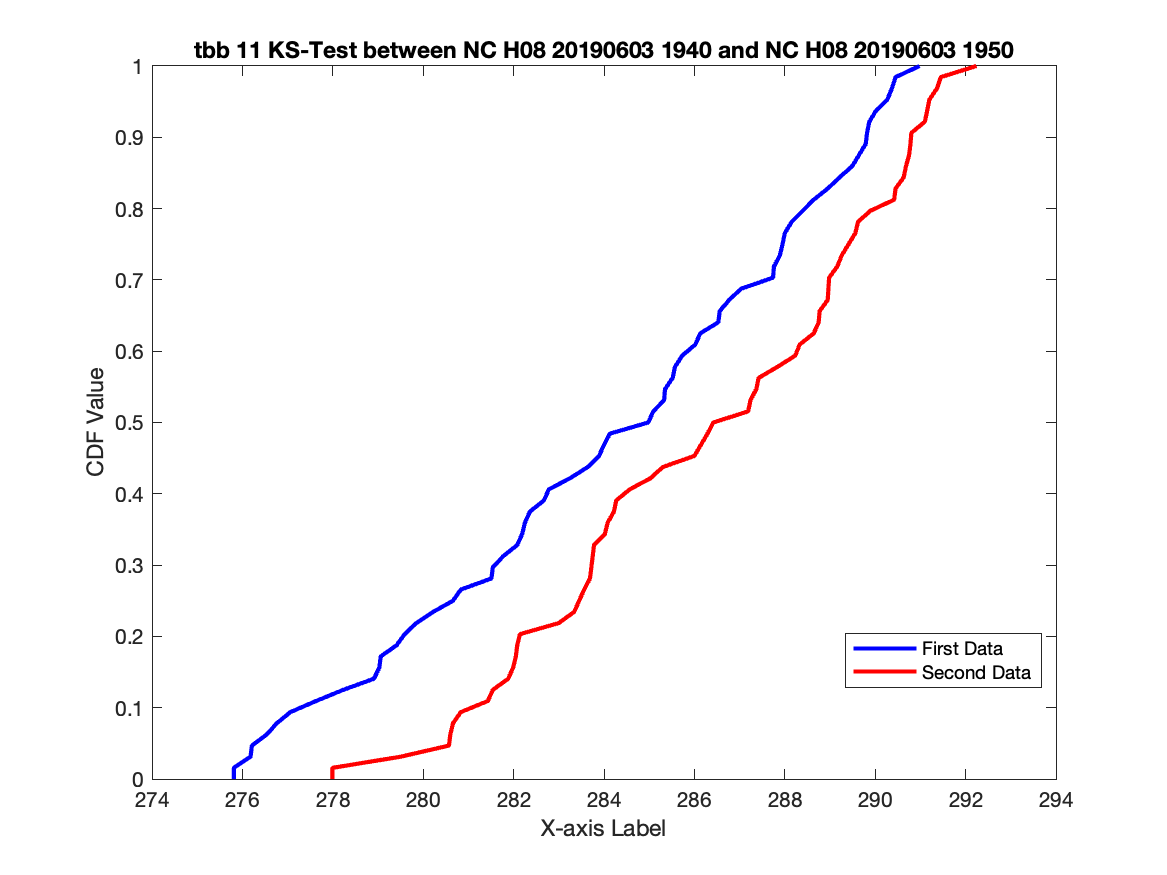 tbb 11 KS-Test between NC H08 20190603 1940 and NC H08 20190603 1950
1
0.9
0.8
0.7
0.6
0.5
0.4
0.3
0.2
0.1
0
CDF Value
First Data
Second Data
274 276 278 280 282 284 286 288 290 292 294
X-axis Label